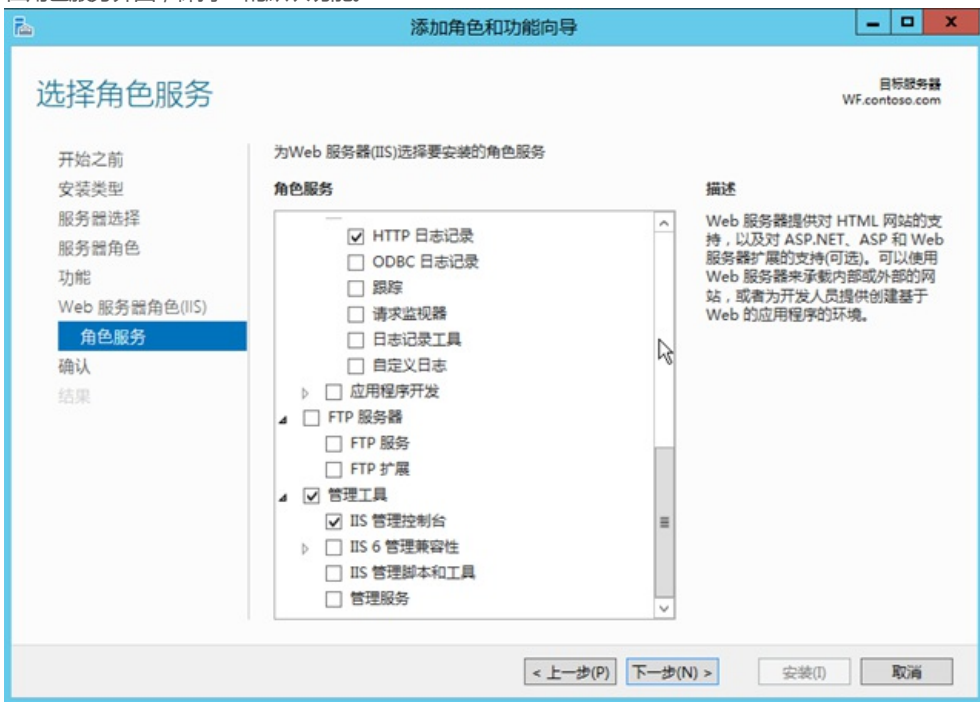 添加角色和功能向导
选择角色服务
目标服务器
WF.contoso.com
开始之前
安装类型
服务器选择
服务器角色
功能
Web 服务器角色(IIS)
角色服务
确认
结果
为Web 服务器(IIS)选择要安装的角色服务
角色服务
HTTP 日志记录
ODBC 日志记录
跟踪
请求监视器
日志记录工具
自定义日志
应用程序开发
FTP 服务器
FTP 服务
FTP 扩展
管理工具
IIS 管理控制台
IIS 6 管理兼容性
IIS 管理脚本和工具
管理服务
描述
Web 服务器提供对 HTML 网站的支
持，以及对 ASP.NET、ASP 和 Web
服务器扩展的支持(可选)。可以使用
Web 服务器来承载内部或外部的网
站，或者为开发人员提供创建基于
Web 的应用程序的环境。
< 上一步(P)
下一步(N) >
安装(I)
取消